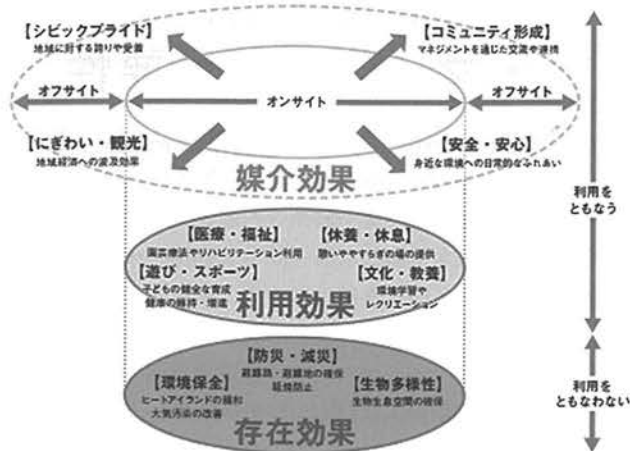 【シビックプライド】
地域に対する誇りや愛着
【コミュニティ形成】
マネジメントを通じた交流や連携
オフサイト
オンサイト
オフサイト
【にぎわい・観光】
地域経済への波及効果
【安全・安心】
身近な環境への日常的なふれあい
媒介効果
利用を
ともなう
【医療・福祉】
園芸療法やリハビリテーション利用
【休養・休息】
憩いややすらぎの場の提供
【遊び・スポーツ】
子どもの健全な育成
健康の維持・増進
【文化・教養】
環境学習や
レクリエーション
利用効果
【防災・減災】
避難路・避難地の確保
延焼防止
【環境保全】
ヒートアイランドの緩和
大気汚染の改善
【生物多様性】
生物生息空間の確保
存在効果
利用を
ともなわない